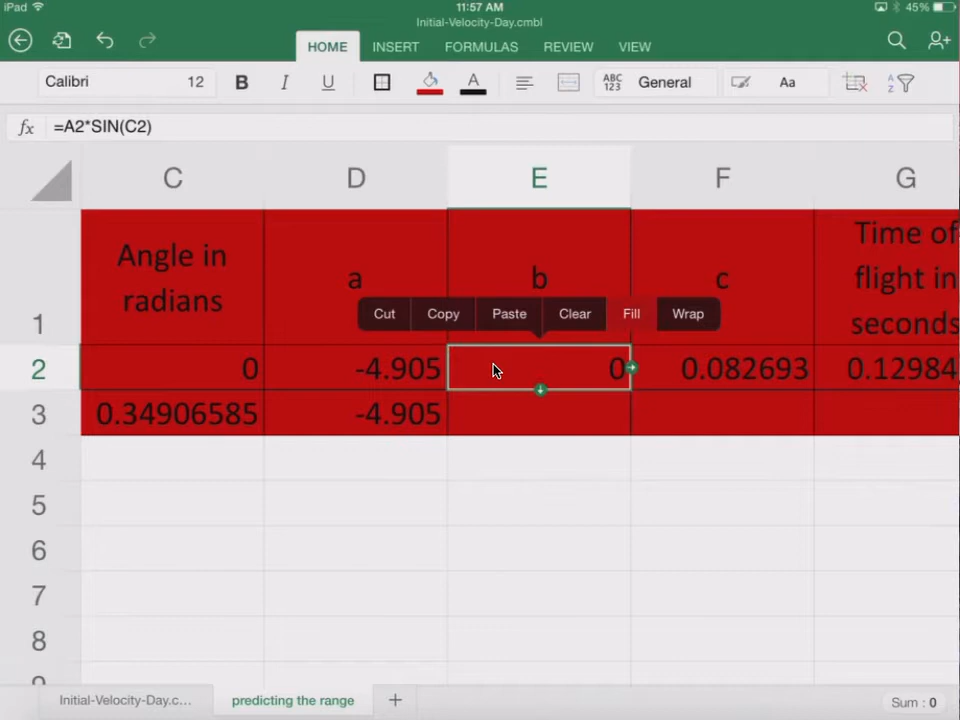 iPad 11:57 AM 45%
Initial-Velocity-Day.cmbl
HOME INSERT FORMULAS REVIEW VIEW
Calibri 12 B I U A ABC 123 General Aa A Z
fx =A2*SIN(C2)
C D E F G
1 Angle in radians a b c Time of flight in seconds
Cut Copy Paste Clear Fill Wrap
2 0 -4.905 0 0.082693 0.12984
3 0.34906585 -4.905
4
5
6
7
8
9
Initial-Velocity-Day.c... predicting the range + Sum : 0